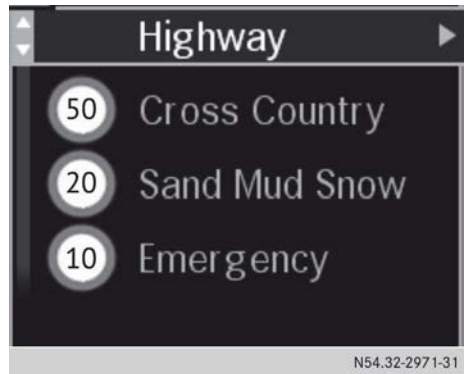 Highway
50 Cross Country
20 Sand Mud Snow
10 Emergency
N54.32-2971-31